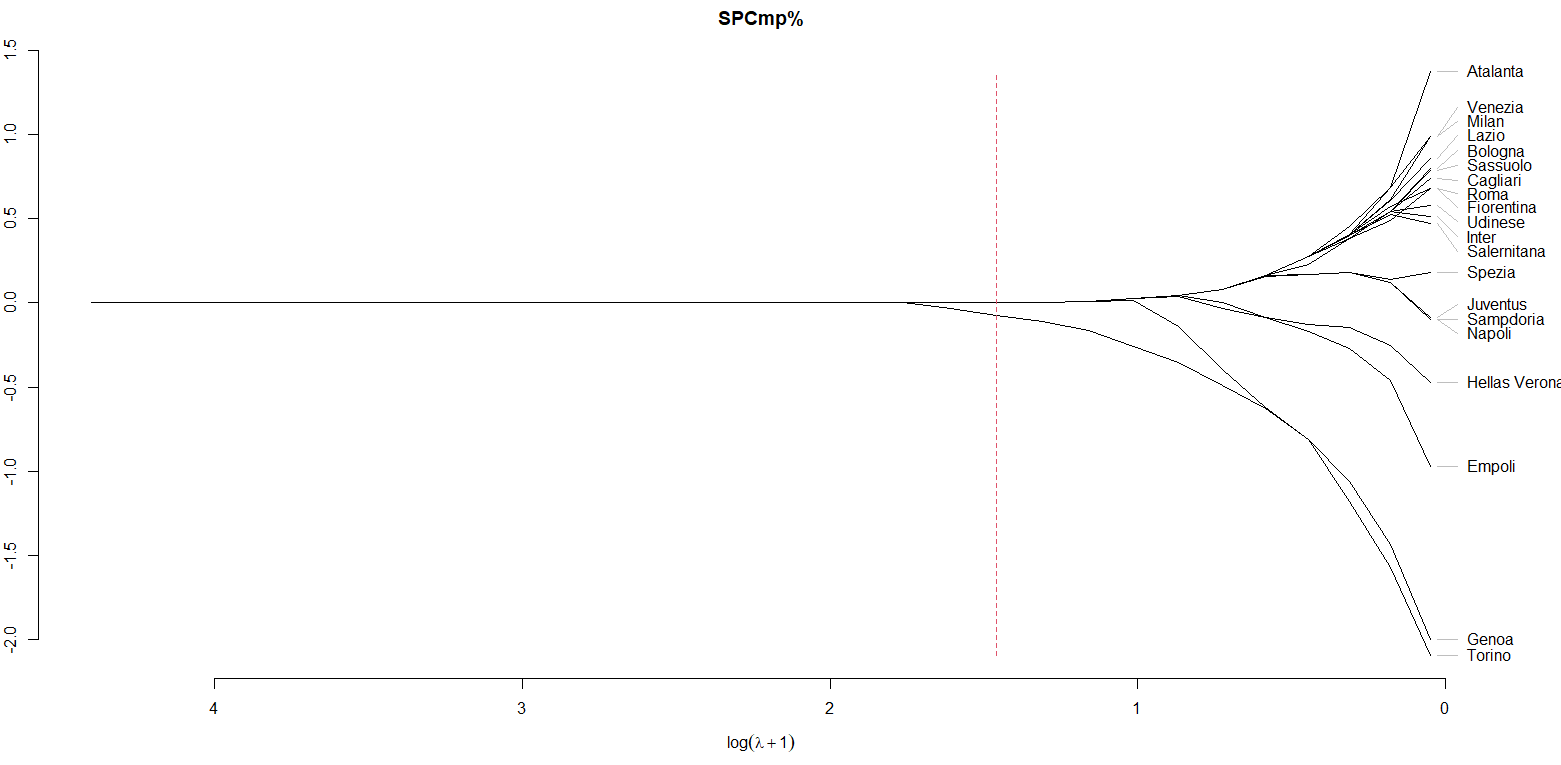 SPCmp%
1.5
1.0
0.5
0.0
-0.5
-1.0
-1.5
-2.0
Atalanta
Venezia
Milan
Lazio
Bologna
Sassuolo
Cagliari
Roma
Fiorentina
Udinese
Inter
Salernitana
Spezia
Juventus
Sampdoria
Napoli
Hellas Verona
Empoli
Genoa
Torino
4 3 2 1 0
log(λ + 1)